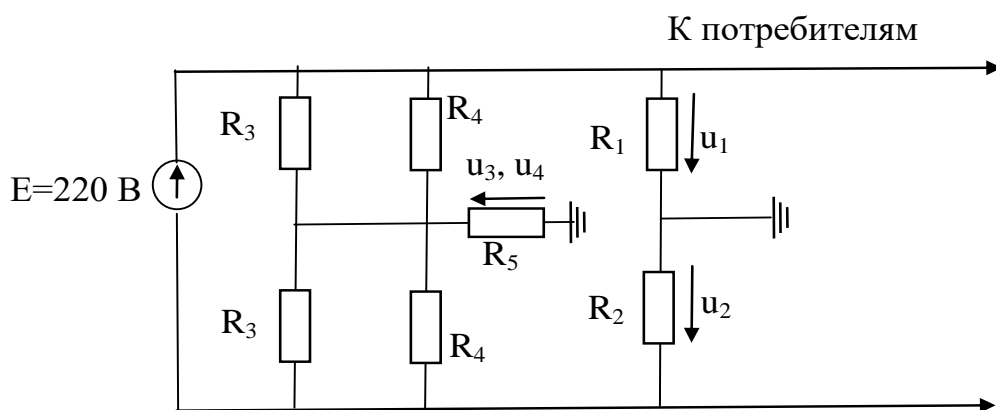 К потребителям
R₃
R₄
R₁
u₁
u₃, u₄
E=220 В
R₅
R₃
R₄
R₂
u₂